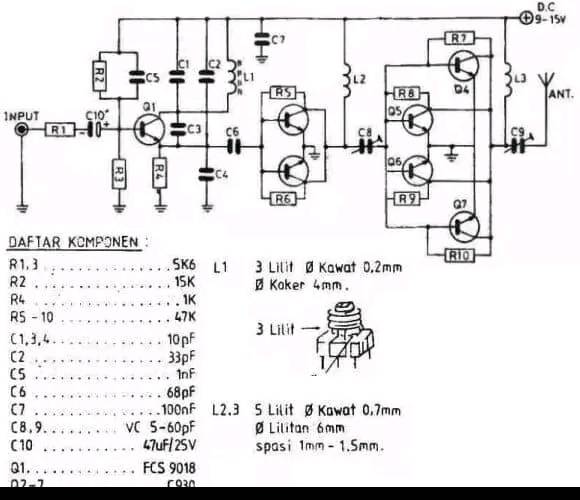 D.C
9-15V
R7
C1
C2
C7
R2
C5
L1
R5
L2
R8
Q4
L3
ANT.
INPUT
C10
Q1
Q5
R1
C3
C6
C8
C9
Q6
R3
R4
C4
R6
R9
Q7
R10
DAFTAR KOMPONEN :
R1,3 ............... 5K6
R2 ............... 15K
R4 ............... 1K
R5 - 10 ............... 47K
C1,3,4 ............... 10pF
C2 ............... 33pF
C5 ............... 1nF
C6 ............... 68pF
C7 ............... 100nF
C8,9 ......... VC 5-60pF
C10 ............ 47uF/25V
Q1 ............ FCS 9018
Q2-7 C930
L1 3 Lilit Ø Kawat 0,2mm
Ø Koker 4mm.
3 Lilit
L2.3 5 Lilit Ø Kawat 0,7mm
Ø Lilitan 6mm
spasi 1mm - 1.5mm.